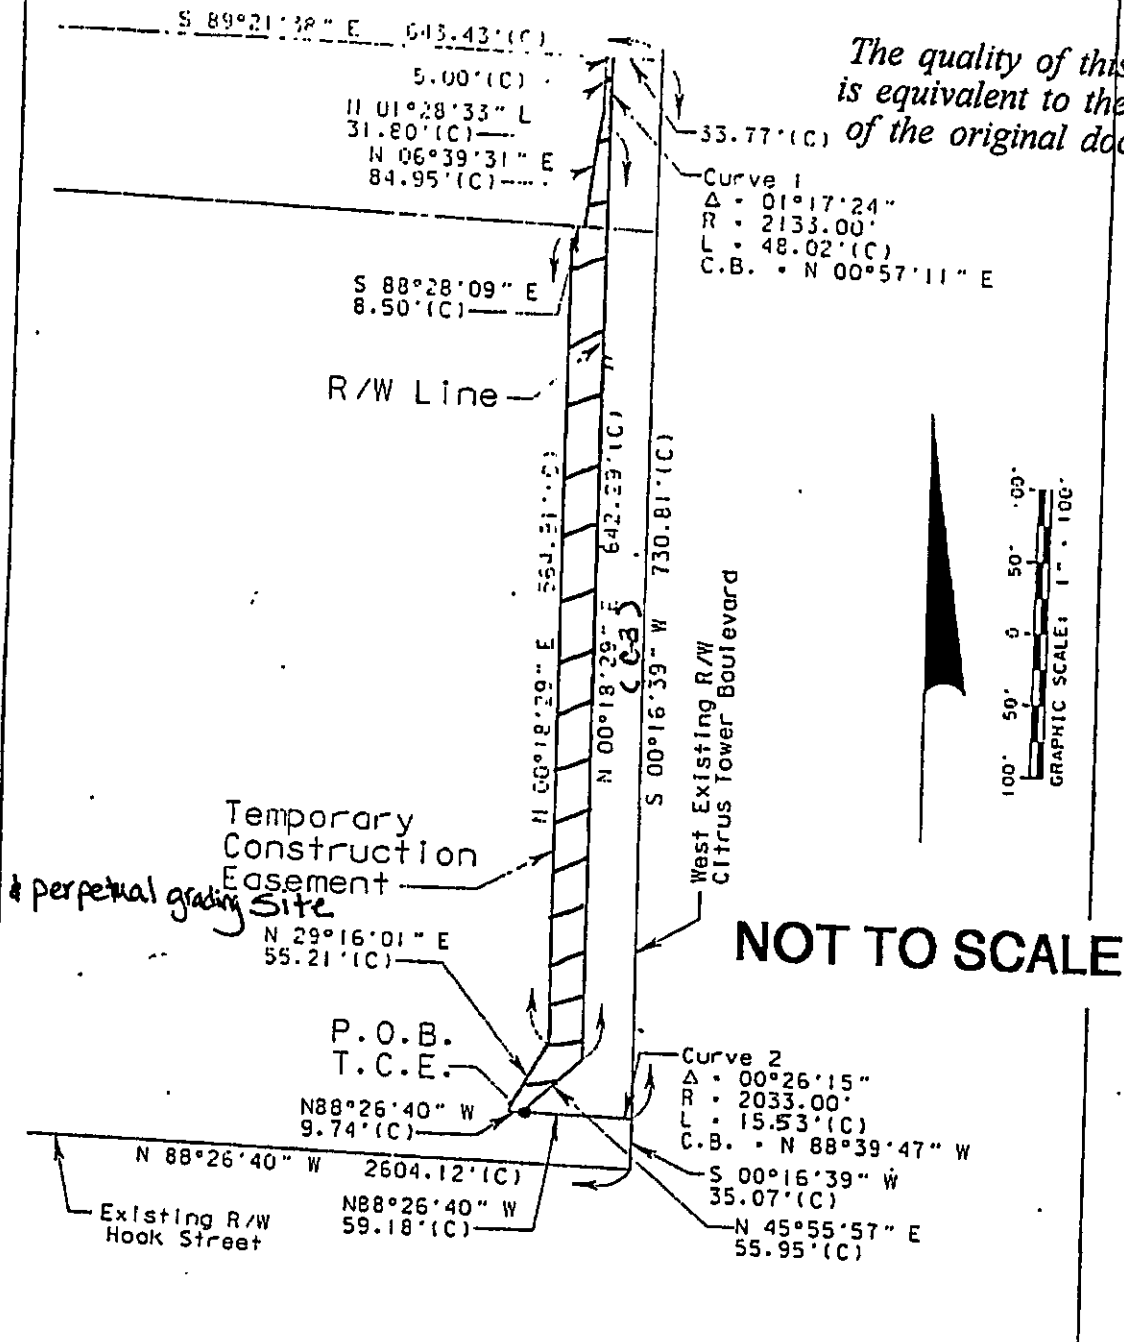 S 89°21'38" E 643.43'(C)
The quality of this
is equivalent to the
of the original doc
5.00'(C)
N 01°28'33" E
31.80'(C)
N 06°39'31" E
84.95'(C)
33.77'(C)
Curve 1
Δ • 01°17'24"
R • 2133.00'
L • 48.02'(C)
C.B. • N 00°57'11" E
S 88°28'09" E
8.50'(C)
R/W Line
N 00°18'29" E
N 00°18'29" E 642.29'(C)
(C-B)
S 00°16'39" W 730.81'(C)
West Existing R/W
Citrus Tower Boulevard
100' 50' 0 50' 100'
GRAPHIC SCALE: 1" • 100'
Temporary
Construction
Easement
& perpetual grading Site
N 29°16'01" E
55.21'(C)
NOT TO SCALE
P.O.B.
T.C.E.
N88°26'40" W
9.74'(C)
Curve 2
Δ • 00°26'15"
R • 2033.00'
L • 15.53'(C)
C.B. • N 88°39'47" W
N 88°26'40" W 2604.12'(C)
S 00°16'39" W
35.07'(C)
Existing R/W
Hook Street
N88°26'40" W
59.18'(C)
N 45°55'57" E
55.95'(C)